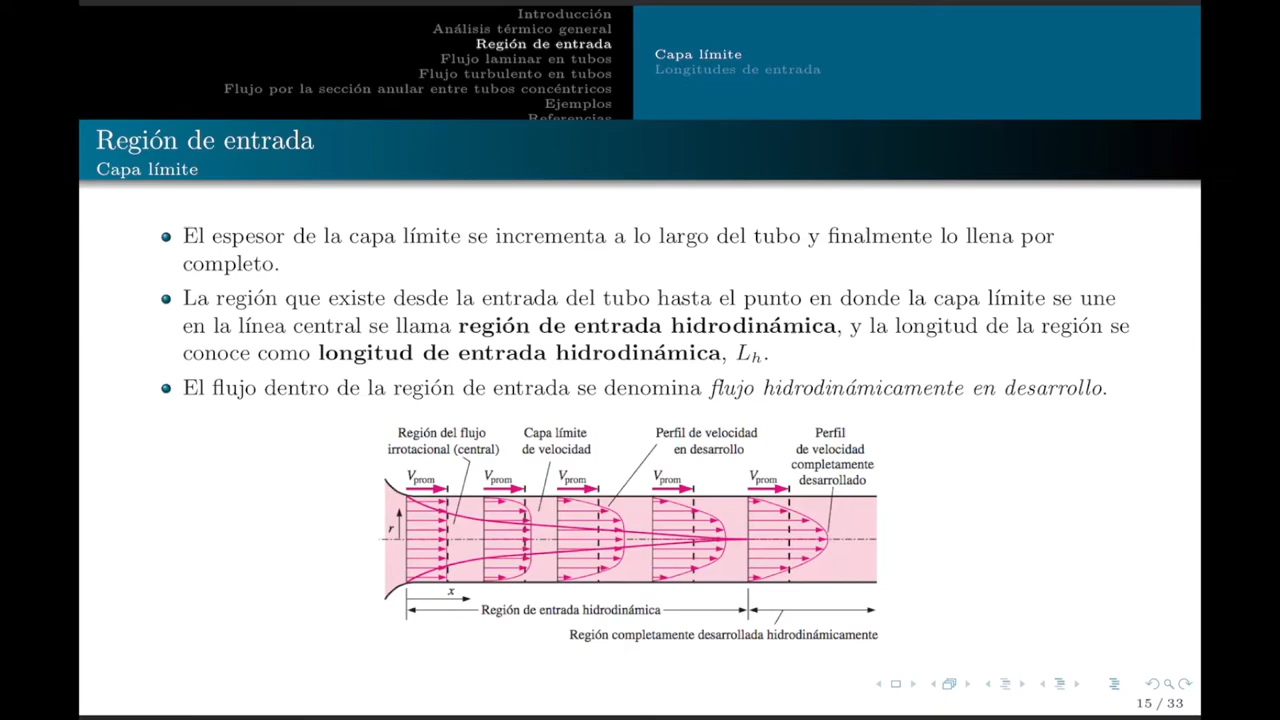 Introducción
Análisis térmico general
Región de entrada
Flujo laminar en tubos
Flujo turbulento en tubos
Flujo por la sección anular entre tubos concéntricos
Ejemplos
Referencias
Capa límite
Longitudes de entrada
Región de entrada
Capa límite
El espesor de la capa límite se incrementa a lo largo del tubo y finalmente lo llena por
completo.
La región que existe desde la entrada del tubo hasta el punto en donde la capa límite se une
en la línea central se llama región de entrada hidrodinámica, y la longitud de la región se
conoce como longitud de entrada hidrodinámica, L_h.
El flujo dentro de la región de entrada se denomina flujo hidrodinámicamente en desarrollo.
Región del flujo
irrotacional (central)
Capa límite
de velocidad
Perfil de velocidad
en desarrollo
Perfil
de velocidad
completamente
desarrollado
V_prom V_prom V_prom V_prom V_prom
r
x
Región de entrada hidrodinámica
Región completamente desarrollada hidrodinámicamente
15 / 33